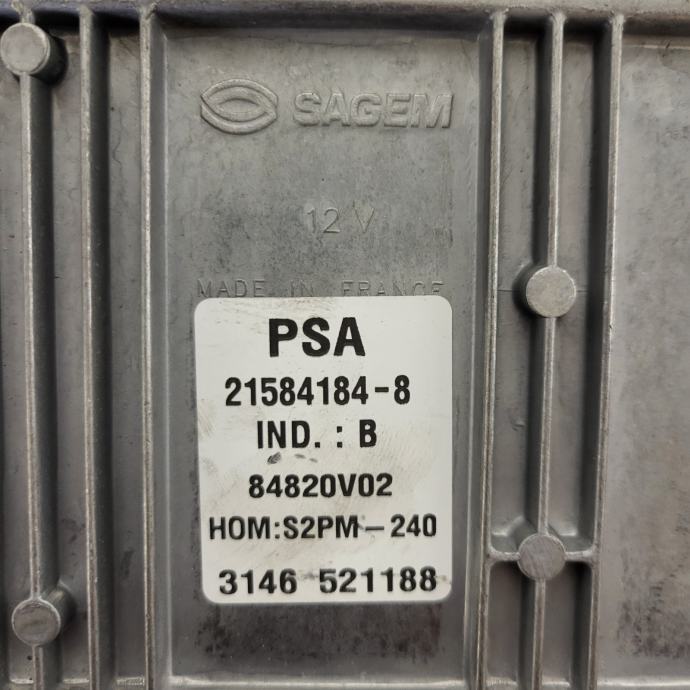 SAGEM
12 V
MADE IN FRANCE
PSA
21584184-8
IND. : B
84820V02
HOM:S2PM-240
3146 521188